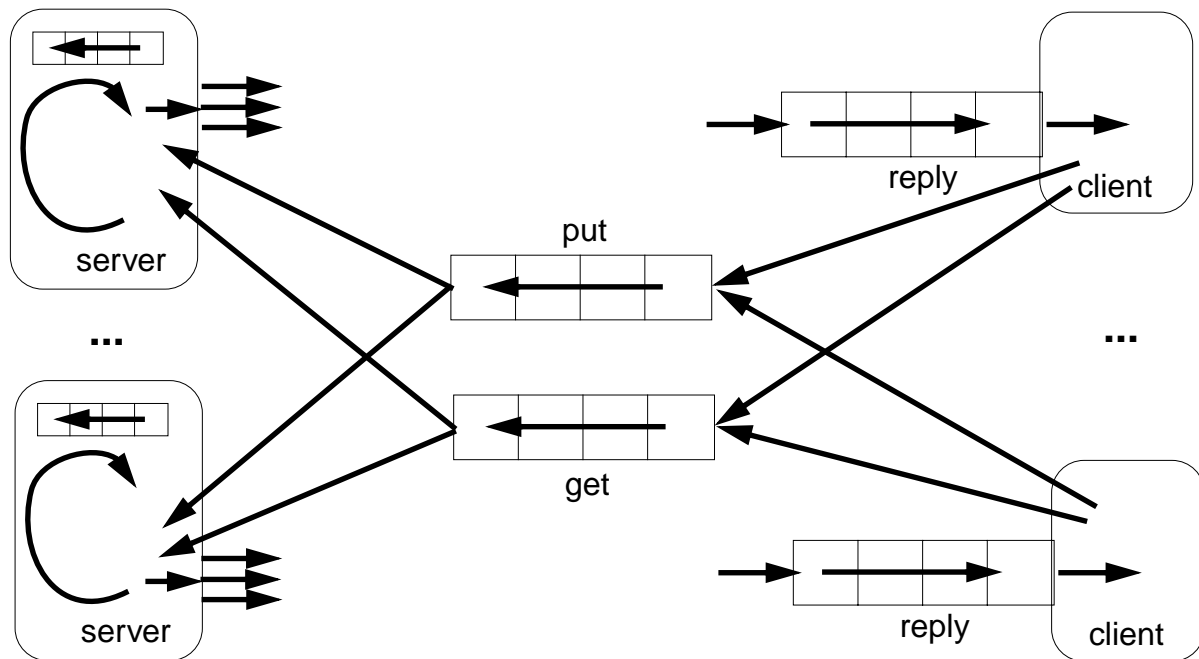 reply
client
server
put
...
...
get
server
reply
client